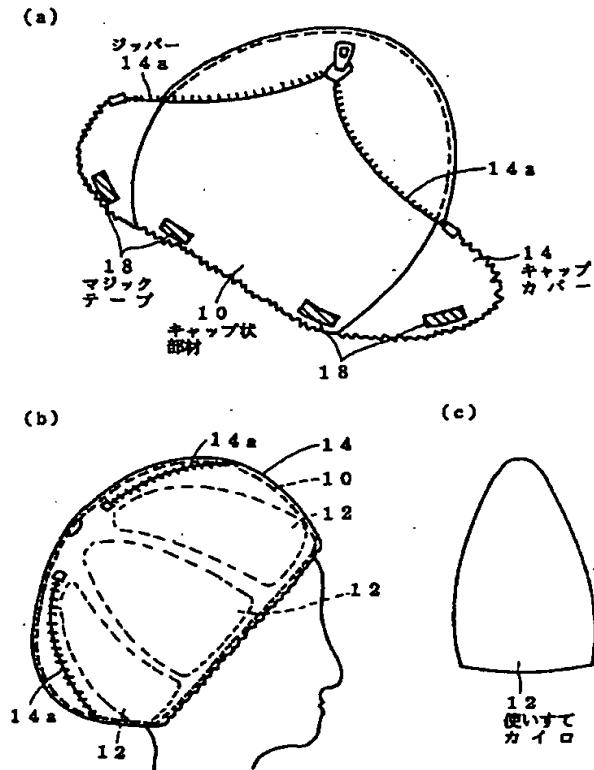 (a)
ジッパー
14a
14a
14
キャップ
カバー
18
マジック
テープ
10
キャップ状
部材
18
(b)
14a
14
10
12
12
14a
12
(c)
12
使いすて
カイロ